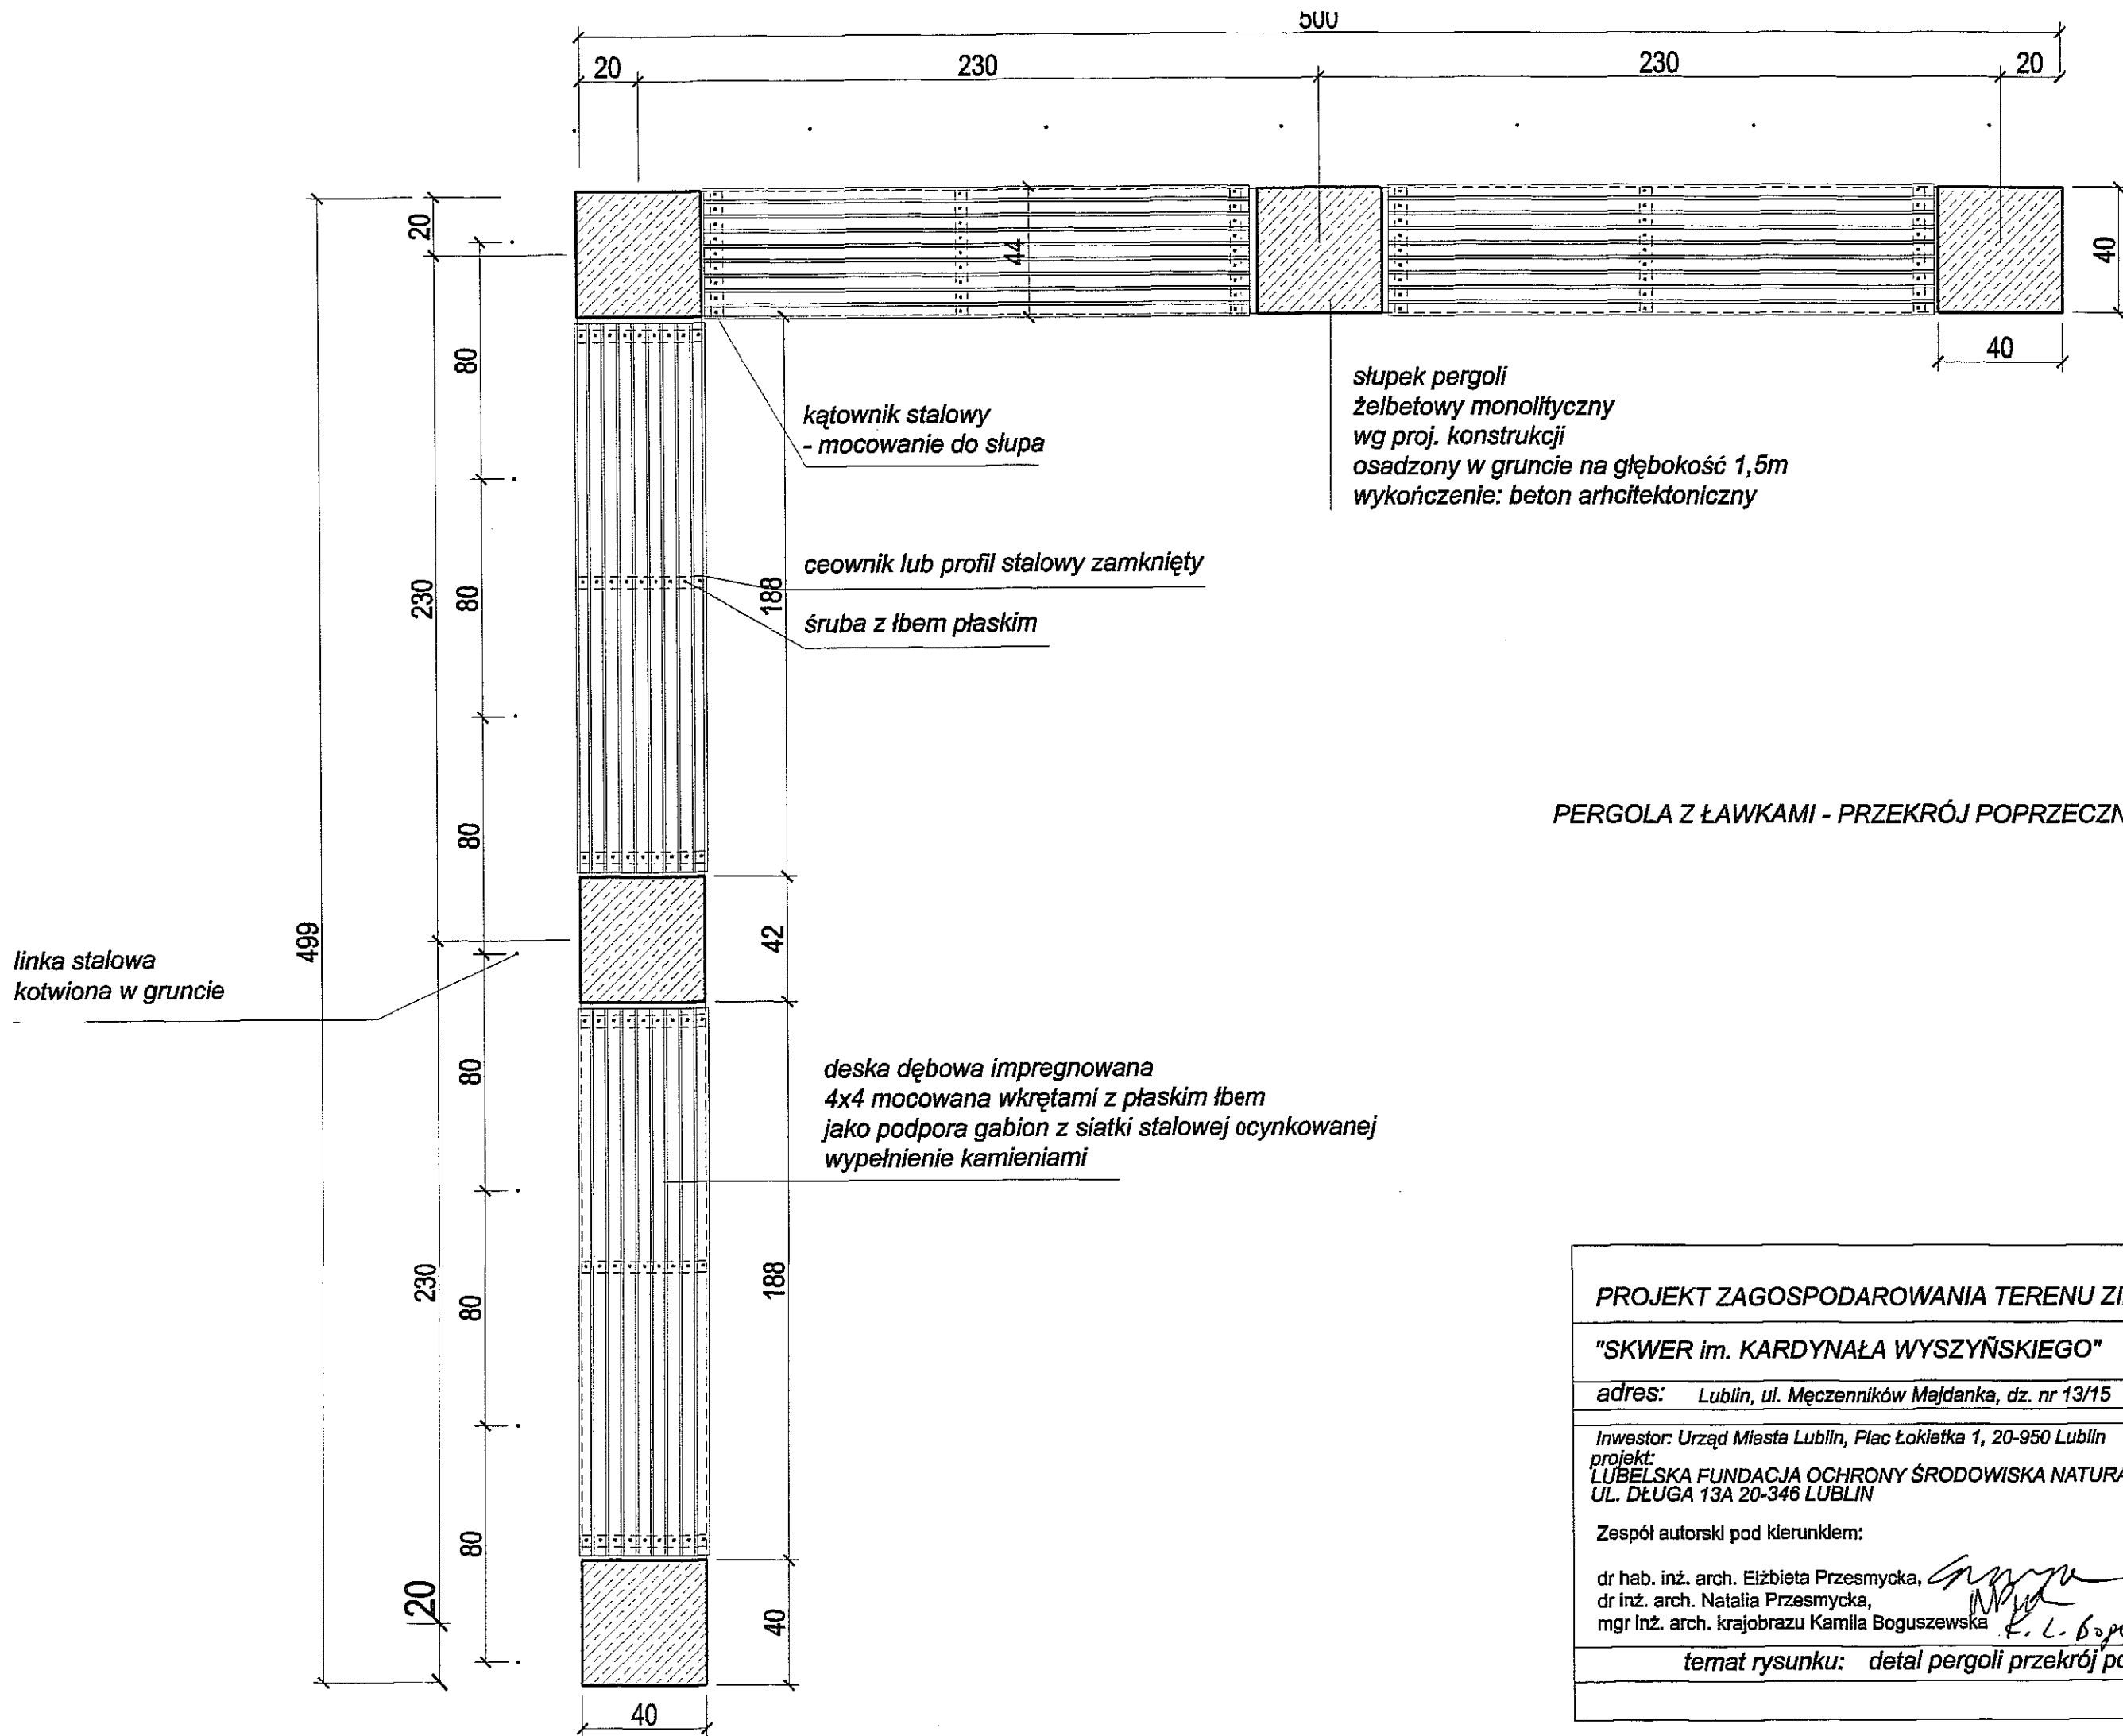 500
20
230
230
20
20
44
40
40
80
230
80
188
80
499
42
80
230
80
188
80
20
40
40
słupek pergoli
żelbetowy monolityczny
wg proj. konstrukcji
osadzony w gruncie na głębokość 1,5m
wykończenie: beton arhcitektoniczny
kątownik stalowy
- mocowanie do słupa
ceownik lub profil stalowy zamknięty
śruba z łbem płaskim
PERGOLA Z ŁAWKAMI - PRZEKRÓJ POPRZECZN
linka stalowa
kotwiona w gruncie
deska dębowa impregnowana
4x4 mocowana wkrętami z płaskim łbem
jako podpora gabion z siatki stalowej ocynkowanej
wypełnienie kamieniami
PROJEKT ZAGOSPODAROWANIA TERENU
"SKWER im. KARDYNAŁA WYSZYÑSKIEGO"
adres: Lublin, ul. Męczenników Majdanka, dz. nr 13/15
Inwestor: Urząd Miasta Lublin, Plac Łokietka 1, 20-950 Lublin
projekt:
LUBELSKA FUNDACJA OCHRONY ŚRODOWISKA NATURA
UL. DŁUGA 13A 20-346 LUBLIN
Zespół autorski pod kierunkiem:
dr hab. inż. arch. Elżbieta Przesmycka,
dr inż. arch. Natalia Przesmycka,
mgr inż. arch. krajobrazu Kamila Boguszewska
temat rysunku: detal pergoli przekrój po